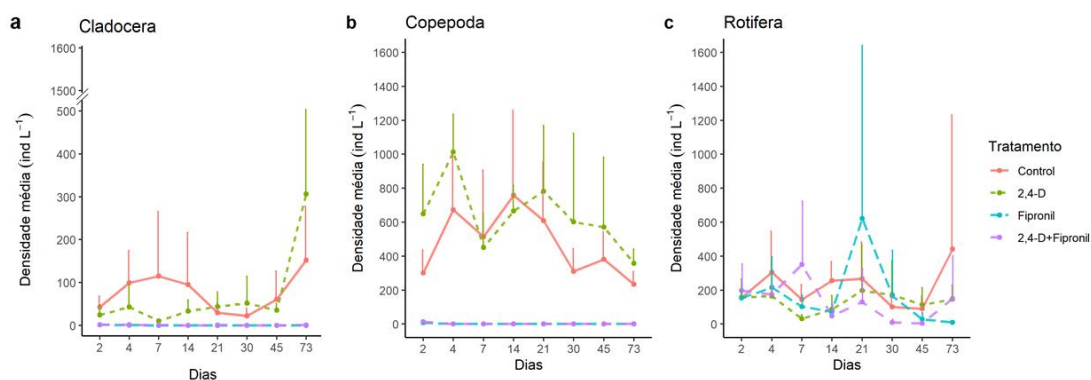 a Cladocera
Densidade média (ind L⁻¹)
1600
1500
500
400
300
200
100
0
2 4 7 14 21 30 45 73
Dias
b Copepoda
Densidade média (ind L⁻¹)
1600
1400
1200
1000
800
600
400
200
0
2 4 7 14 21 30 45 73
Dias
c Rotifera
Densidade média (ind L⁻¹)
1600
1400
1200
1000
800
600
400
200
0
2 4 7 14 21 30 45 73
Dias
Tratamento
Control
2,4-D
Fipronil
2,4-D+Fipronil